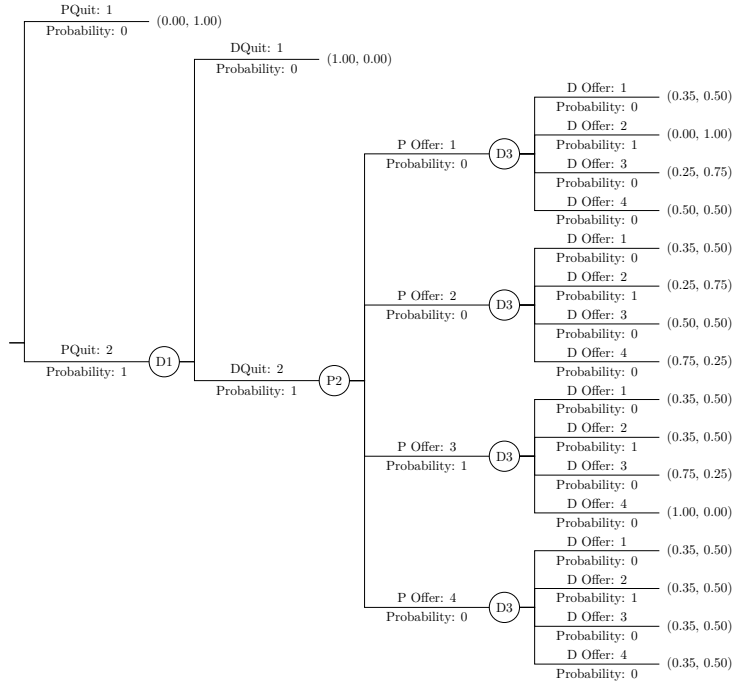 PQuit: 1
Probability: 0
(0.00, 1.00)
DQuit: 1
Probability: 0
(1.00, 0.00)
PQuit: 2
Probability: 1
D1
DQuit: 2
Probability: 1
P2
P Offer: 1
Probability: 0
D3
D Offer: 1
Probability: 0
(0.35, 0.50)
D Offer: 2
Probability: 1
(0.00, 1.00)
D Offer: 3
Probability: 0
(0.25, 0.75)
D Offer: 4
Probability: 0
(0.50, 0.50)
P Offer: 2
Probability: 0
D3
D Offer: 1
Probability: 0
(0.35, 0.50)
D Offer: 2
Probability: 1
(0.25, 0.75)
D Offer: 3
Probability: 0
(0.50, 0.50)
D Offer: 4
Probability: 0
(0.75, 0.25)
P Offer: 3
Probability: 1
D3
D Offer: 1
Probability: 0
(0.35, 0.50)
D Offer: 2
Probability: 1
(0.35, 0.50)
D Offer: 3
Probability: 0
(0.75, 0.25)
D Offer: 4
Probability: 0
(1.00, 0.00)
P Offer: 4
Probability: 0
D3
D Offer: 1
Probability: 0
(0.35, 0.50)
D Offer: 2
Probability: 1
(0.35, 0.50)
D Offer: 3
Probability: 0
(0.35, 0.50)
D Offer: 4
Probability: 0
(0.35, 0.50)